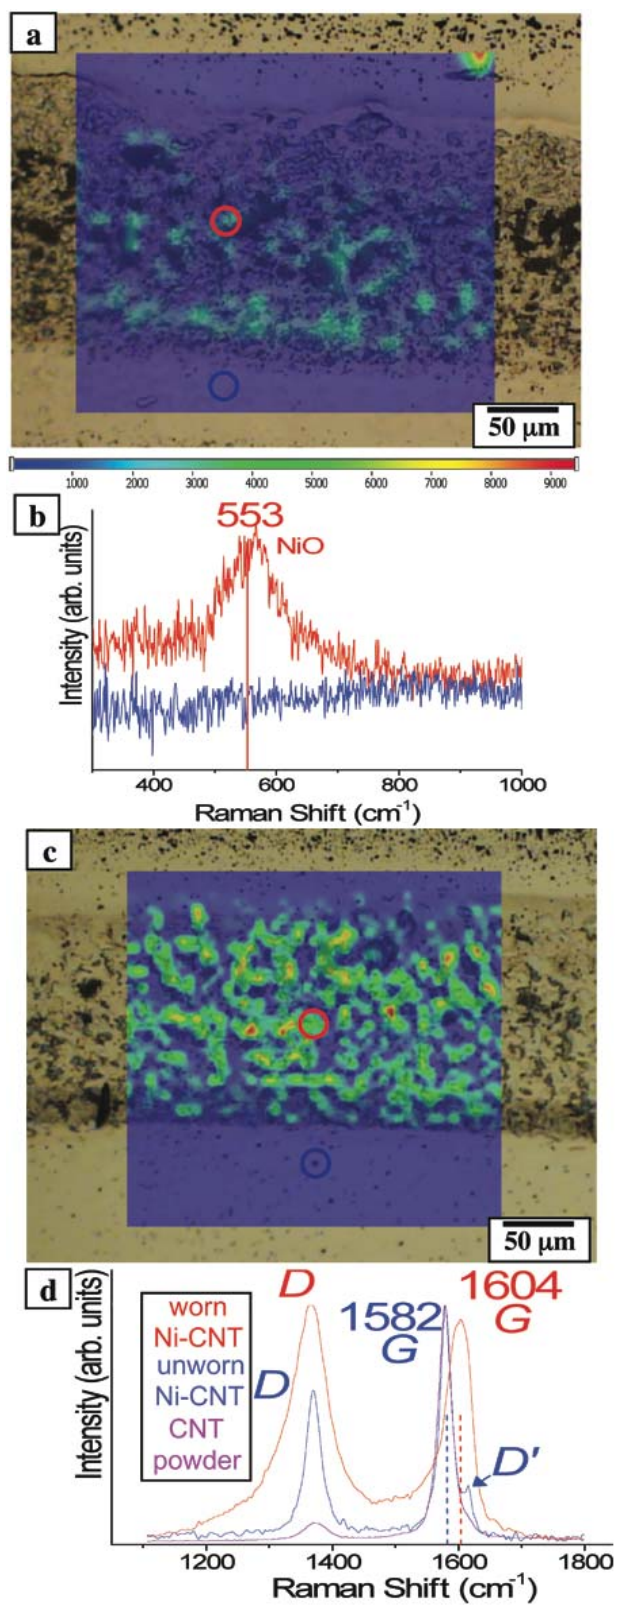 a
50 µm
1000 2000 3000 4000 5000 6000 7000 8000 9000
b
553
NiO
Intensity (arb. units)
400 600 800 1000
Raman Shift (cm⁻¹)
c
50 µm
d
D
1604
G
1582
G
worn
Ni-CNT
unworn
Ni-CNT
CNT
powder
D
D'
Intensity (arb. units)
1200 1400 1600 1800
Raman Shift (cm⁻¹)